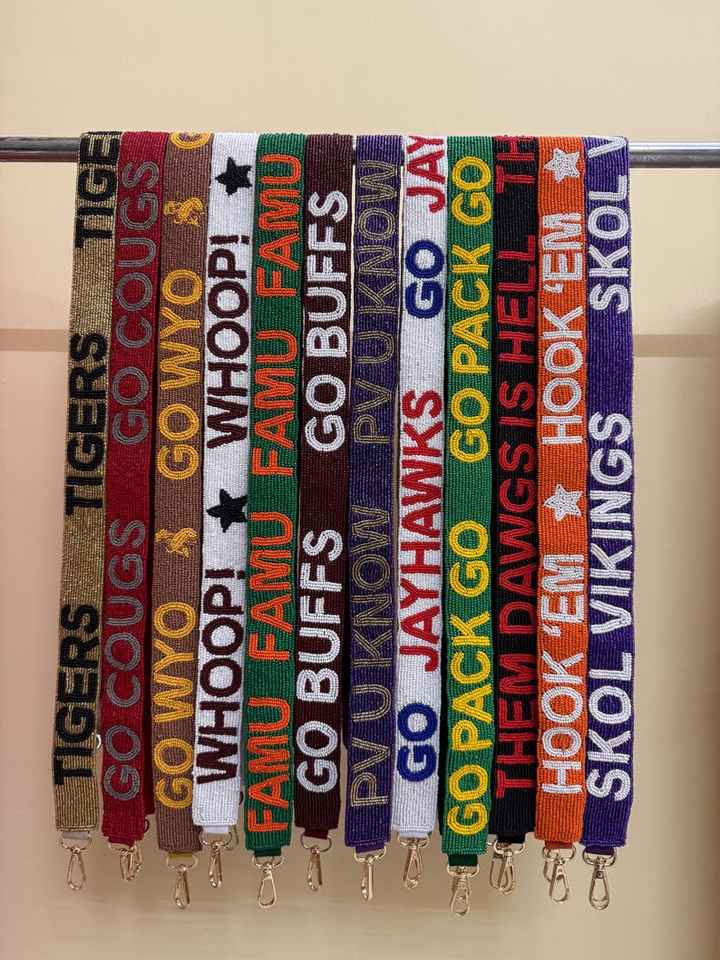 TIGERS TIGERS TIGE
GO COUGS GO COUGS
GO WYO GO WYO G
WHOOP! WHOOP!
FAMU FAMU FAMU FAMU
GO BUFFS GO BUFFS
PV U KNOW PV U KNOW
GO JAYHAWKS GO JAY
GO PACK GO GO PACK GO
THEM DAWGS IS HELL TH
HOOK 'EM HOOK 'EM
SKOL VIKINGS SKOL V